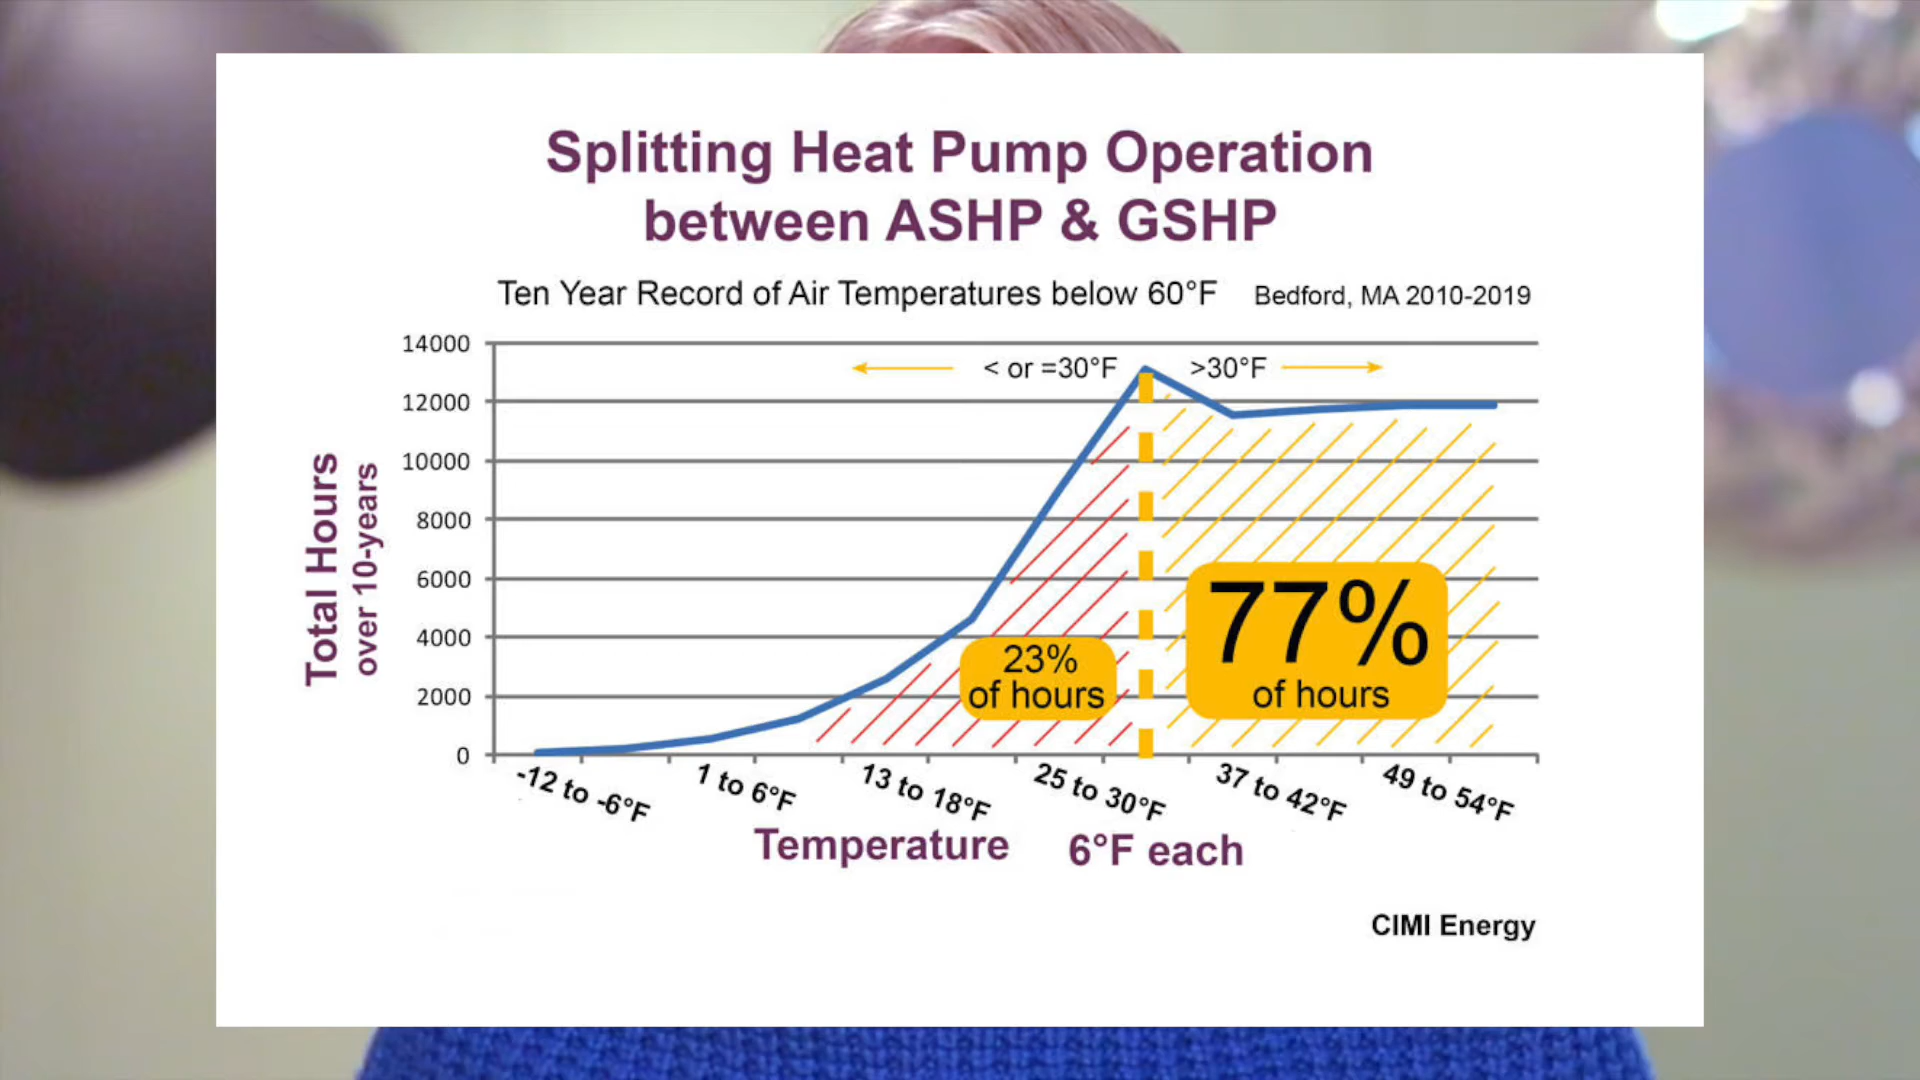 Splitting Heat Pump Operation
between ASHP & GSHP
Ten Year Record of Air Temperatures below 60°F Bedford, MA 2010-2019
14000
< or =30°F >30°F
12000
10000
8000
6000
4000
2000
0
Total Hours
over 10-years
77%
of hours
23%
of hours
-12 to -6°F
1 to 6°F
13 to 18°F
25 to 30°F
37 to 42°F
49 to 54°F
Temperature 6°F each
CIMI Energy